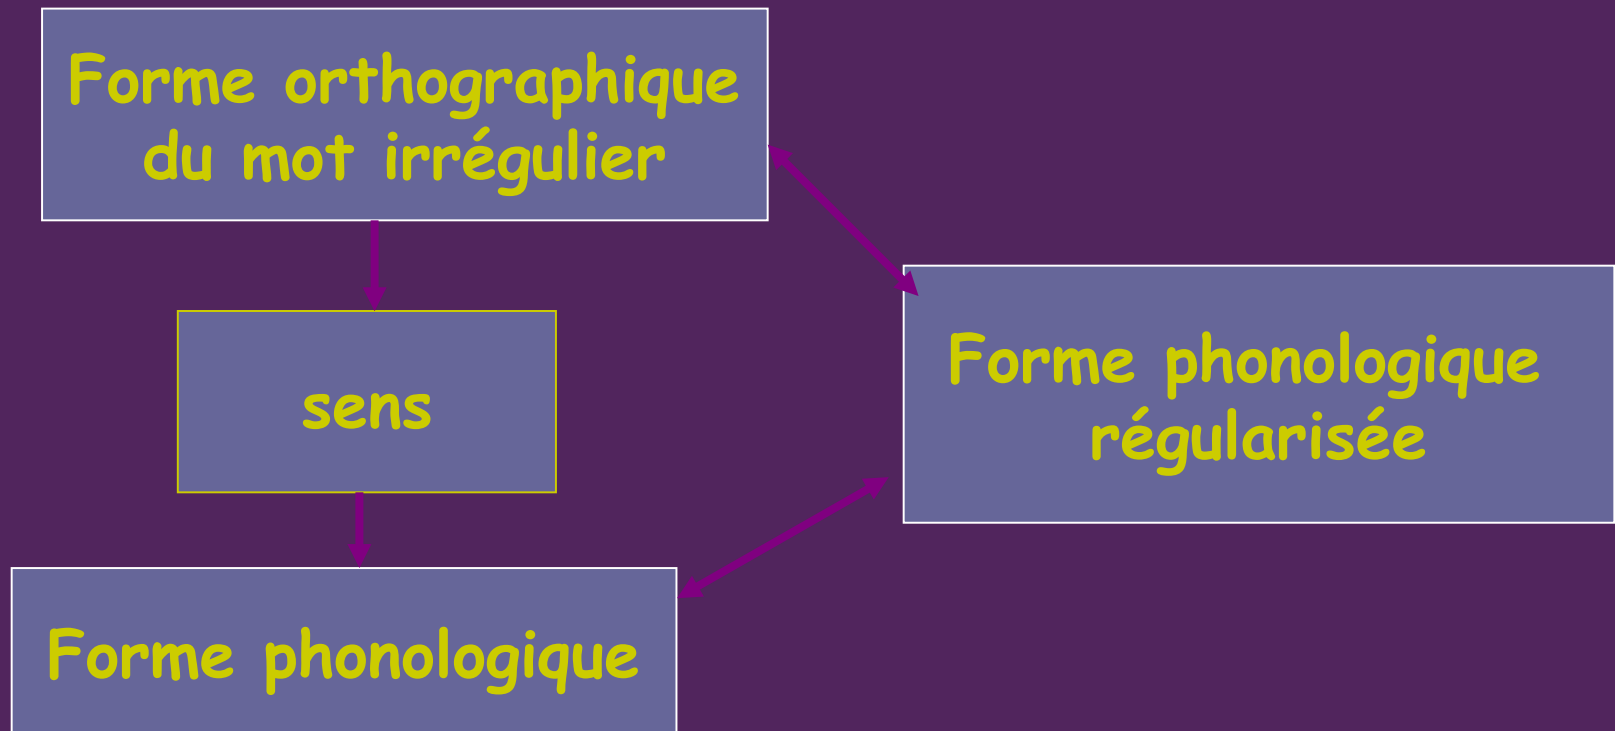 Forme orthographique
du mot irrégulier
sens
Forme phonologique
régularisée
Forme phonologique